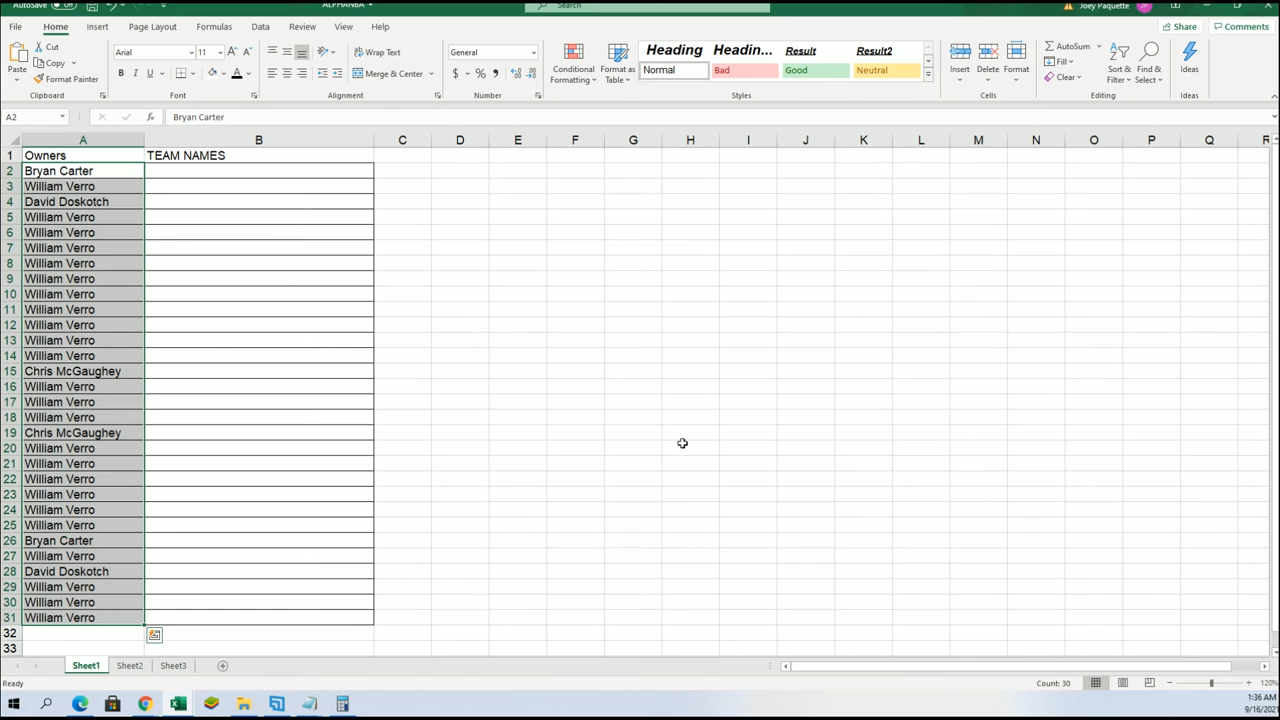 AutoSave Off ALPHANBA Search Joey Paquette JP
File Home Insert Page Layout Formulas Data Review View Help Share Comments
Cut Arial 11 Wrap Text General Heading Headin... Result Result2 AutoSum
Copy Fill
Paste Format Painter B I U Merge & Center $ % Conditional Formatting Format as Table Normal Bad Good Neutral Insert Delete Format Clear Sort & Filter Find & Select Ideas
Clipboard Font Alignment Number Styles Cells Editing Ideas
A2 fx Bryan Carter
A B C D E F G H I J K L M N O P Q R
1 Owners TEAM NAMES
2 Bryan Carter
3 William Verro
4 David Doskotch
5 William Verro
6 William Verro
7 William Verro
8 William Verro
9 William Verro
10 William Verro
11 William Verro
12 William Verro
13 William Verro
14 William Verro
15 Chris McGaughey
16 William Verro
17 William Verro
18 William Verro
19 Chris McGaughey
20 William Verro
21 William Verro
22 William Verro
23 William Verro
24 William Verro
25 William Verro
26 Bryan Carter
27 William Verro
28 David Doskotch
29 William Verro
30 William Verro
31 William Verro
32
33
Sheet1 Sheet2 Sheet3
Ready Count: 30 120%
1:36 AM
9/16/2021